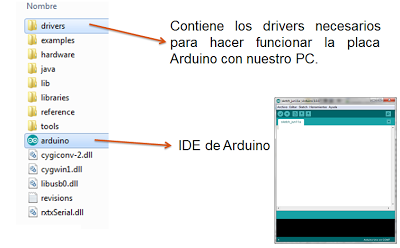 Nombre
drivers
examples
hardware
java
lib
libraries
reference
tools
arduino
cygiconv-2.dll
cygwin1.dll
libusb0.dll
revisions
rxtxSerial.dll
Contiene los drivers necesarios
para hacer funcionar la placa
Arduino con nuestro PC.
IDE de Arduino